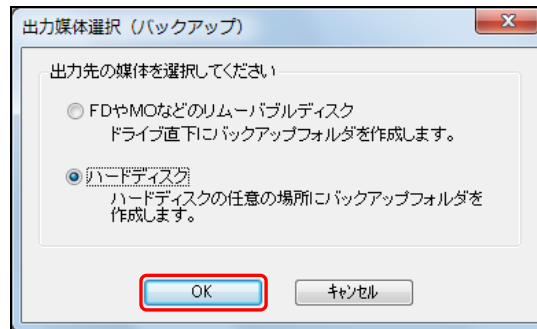 出力媒体選択（バックアップ）
出力先の媒体を選択してください
FDやMOなどのリムーバブルディスク
ドライブ直下にバックアップフォルダを作成します。
ハードディスク
ハードディスクの任意の場所にバックアップフォルダを
作成します。
OK
キャンセル